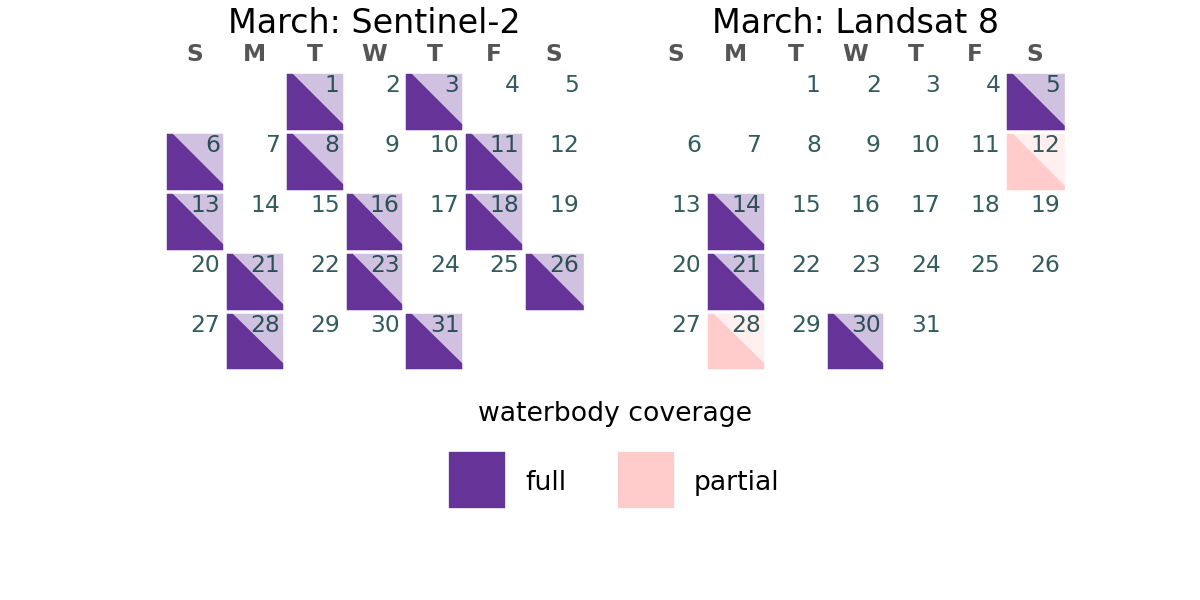 March: Sentinel-2
S M T W T F S
1 2 3 4 5
6 7 8 9 10 11 12
13 14 15 16 17 18 19
20 21 22 23 24 25 26
27 28 29 30 31
March: Landsat 8
S M T W T F S
1 2 3 4 5
6 7 8 9 10 11 12
13 14 15 16 17 18 19
20 21 22 23 24 25 26
27 28 29 30 31
waterbody coverage
full partial